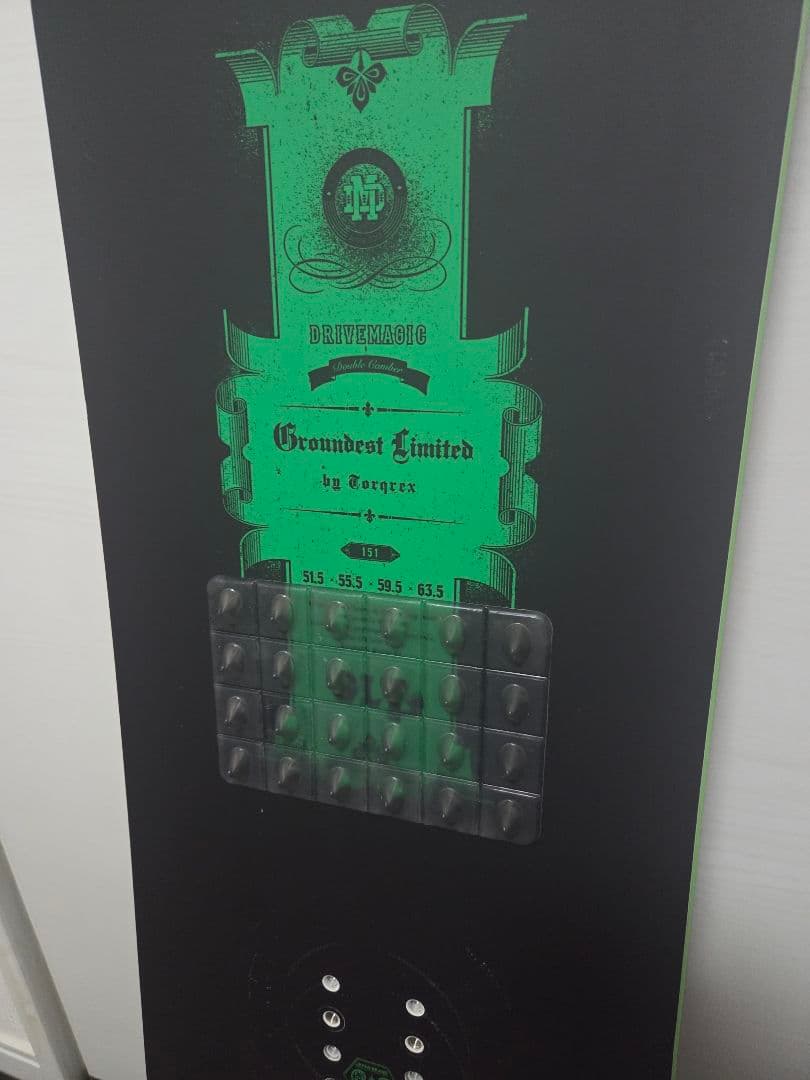 DRIVEMAGIC
Double Camber
Groundest Limited
by Torqrex
151
51.5 · 55.5 · 59.5 · 63.5